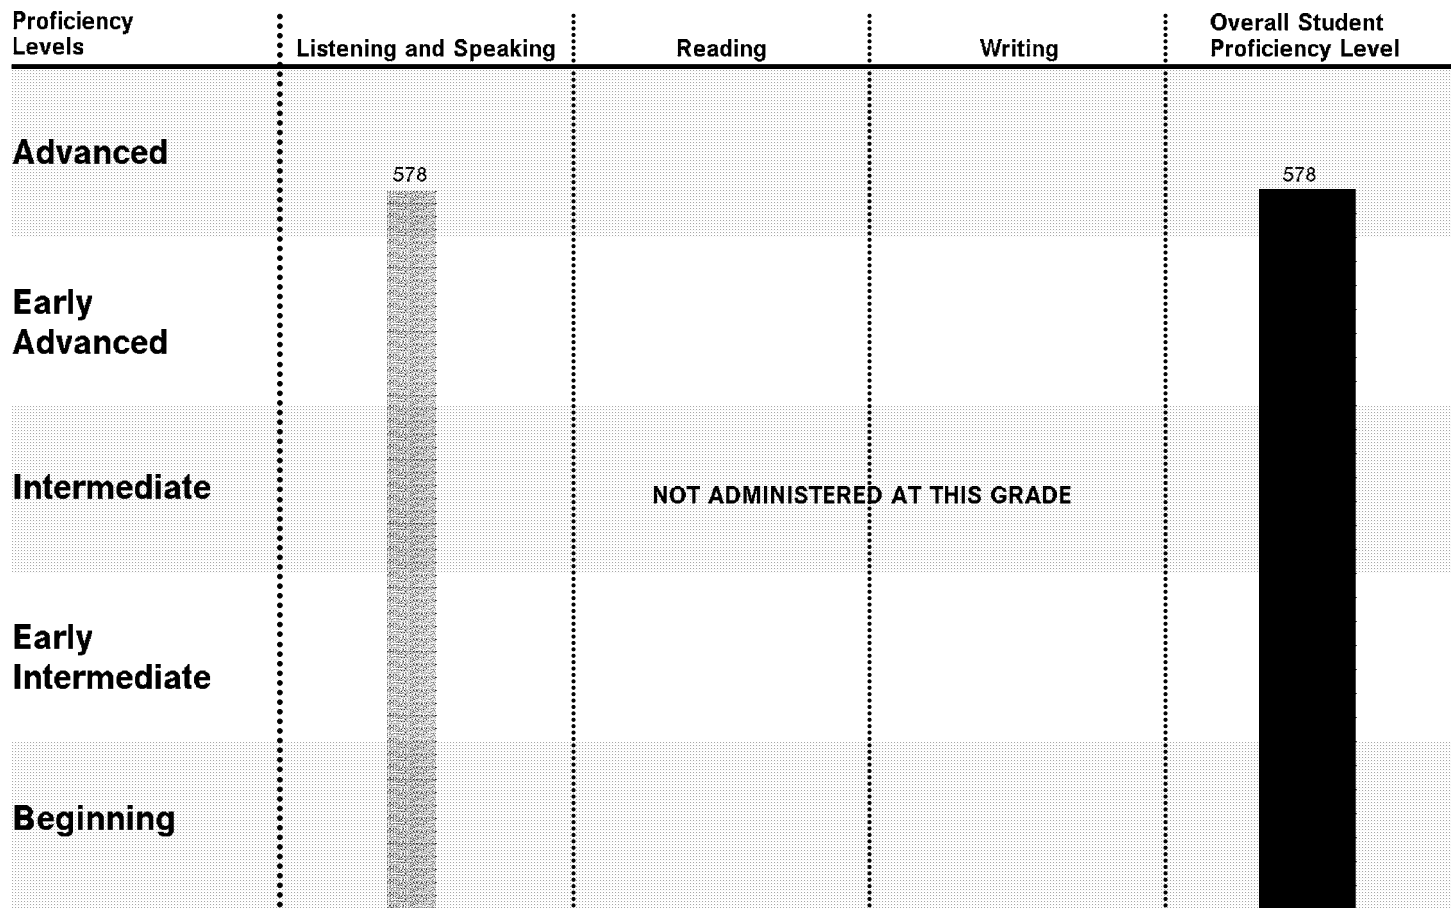 Proficiency
Levels
Listening and Speaking
Reading
Writing
Overall Student
Proficiency Level
Advanced
578
578
Early
Advanced
Intermediate
NOT ADMINISTERED AT THIS GRADE
Early
Intermediate
Beginning